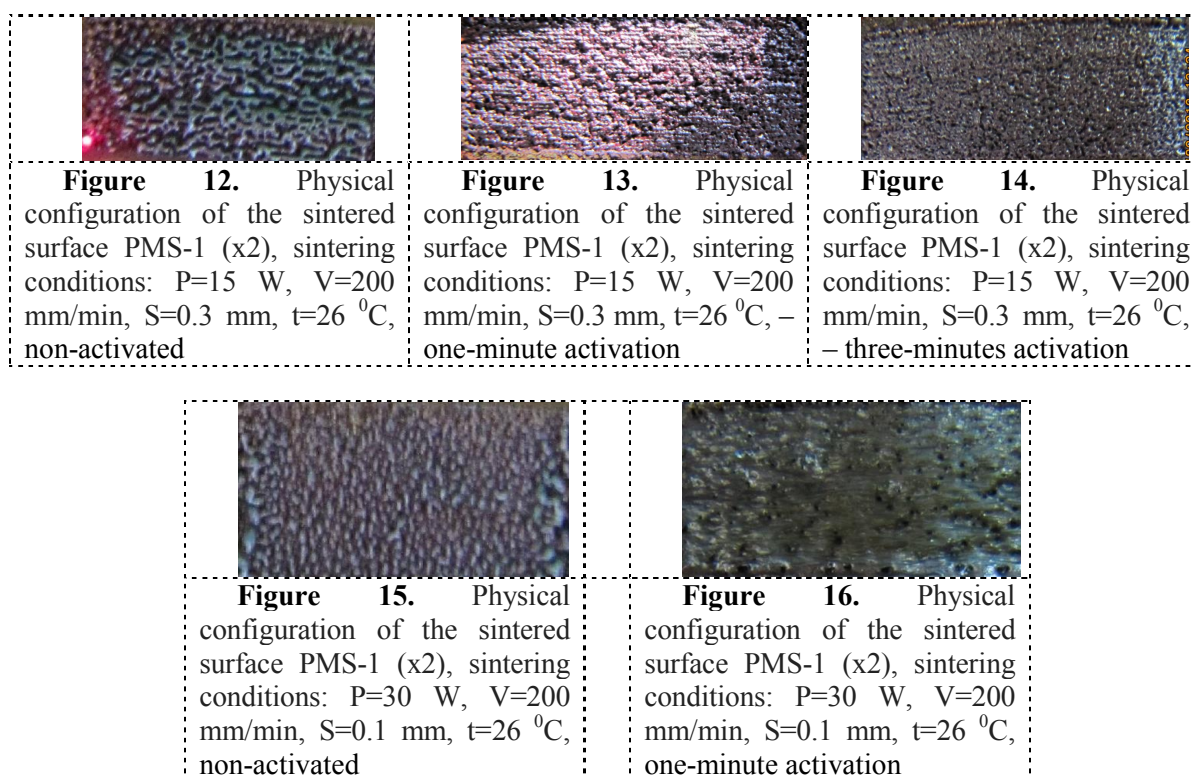 Figure 12. Physical
configuration of the sintered
surface PMS-1 (x2), sintering
conditions: P=15 W, V=200
mm/min, S=0.3 mm, t=26 ⁰C,
non-activated
Figure 13. Physical
configuration of the sintered
surface PMS-1 (x2), sintering
conditions: P=15 W, V=200
mm/min, S=0.3 mm, t=26 ⁰C, –
one-minute activation
Figure 14. Physical
configuration of the sintered
surface PMS-1 (x2), sintering
conditions: P=15 W, V=200
mm/min, S=0.3 mm, t=26 ⁰C,
– three-minutes activation
Figure 15. Physical
configuration of the sintered
surface PMS-1 (x2), sintering
conditions: P=30 W, V=200
mm/min, S=0.1 mm, t=26 ⁰C,
non-activated
Figure 16. Physical
configuration of the sintered
surface PMS-1 (x2), sintering
conditions: P=30 W, V=200
mm/min, S=0.1 mm, t=26 ⁰C,
one-minute activation